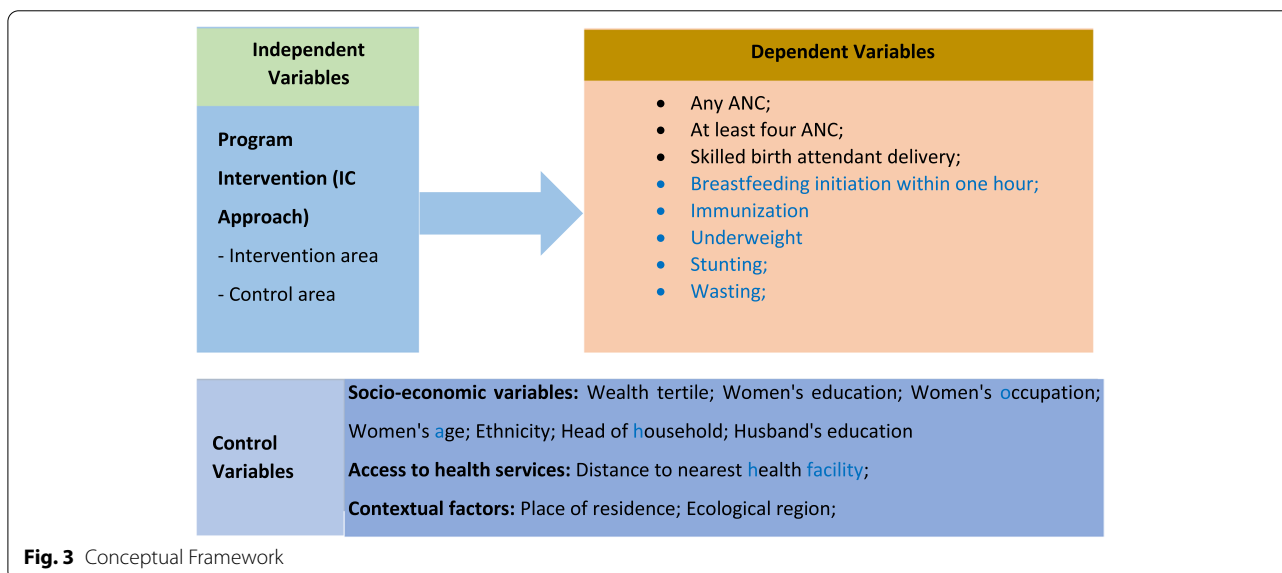 Independent
Variables
Program
Intervention (IC
Approach)
- Intervention area
- Control area
Dependent Variables
• Any ANC;
• At least four ANC;
• Skilled birth attendant delivery;
• Breastfeeding initiation within one hour;
• Immunization
• Underweight
• Stunting;
• Wasting;
Control
Variables
Socio-economic variables: Wealth tertile; Women's education; Women's occupation;
Women's age; Ethnicity; Head of household; Husband's education
Access to health services: Distance to nearest health facility;
Contextual factors: Place of residence; Ecological region;
Fig. 3 Conceptual Framework